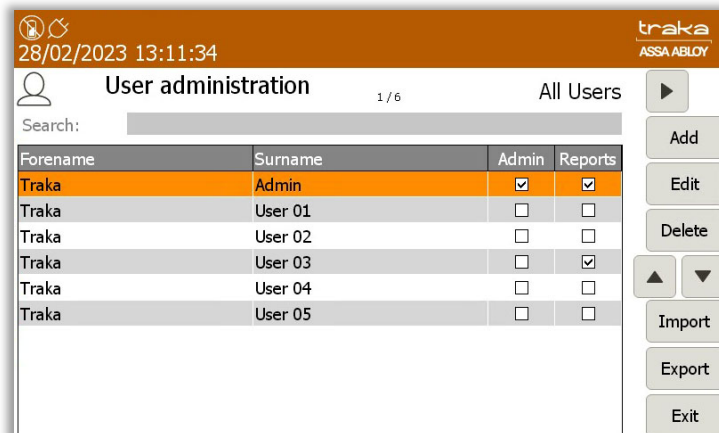 28/02/2023 13:11:34
traka
ASSA ABLOY
User administration 1/6 All Users
Search:
Forename Surname Admin Reports
Traka Admin
Traka User 01
Traka User 02
Traka User 03
Traka User 04
Traka User 05
Add
Edit
Delete
Import
Export
Exit